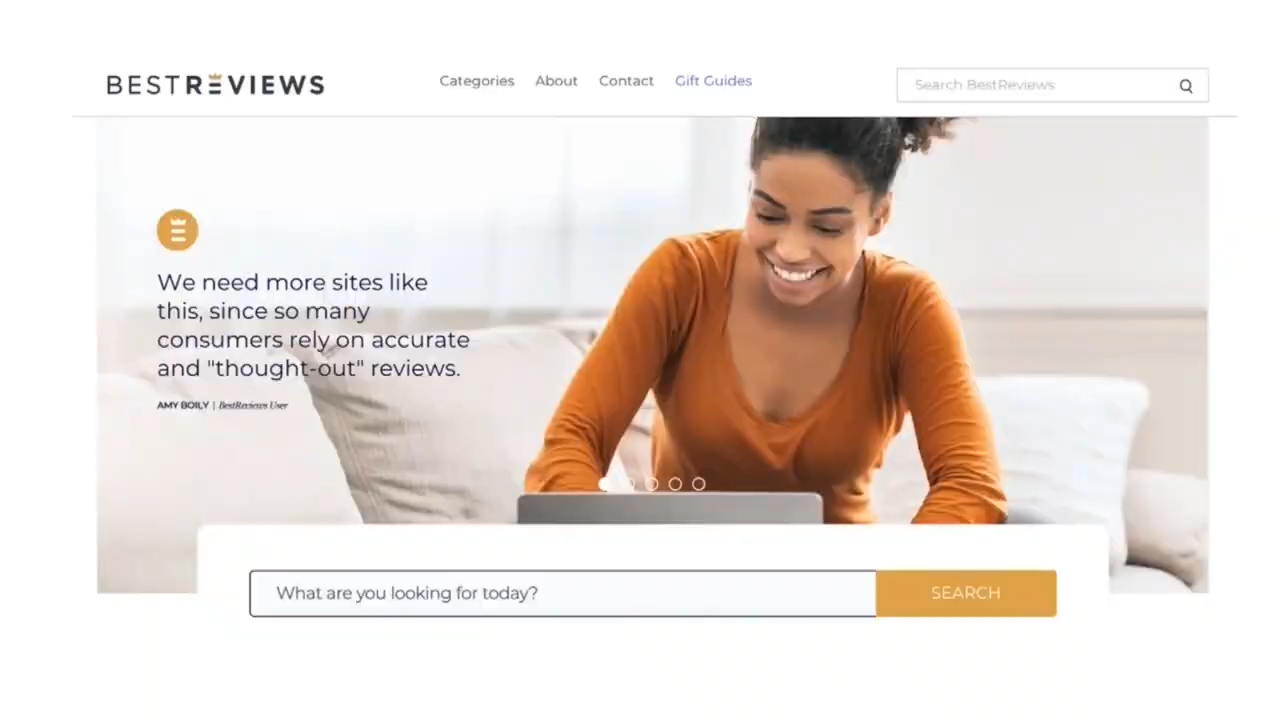 BESTREVIEWS
Categories About Contact Gift Guides
Search BestReviews
We need more sites like
this, since so many
consumers rely on accurate
and "thought-out" reviews.
AMY BOILY | BestReviews User
What are you looking for today?
SEARCH